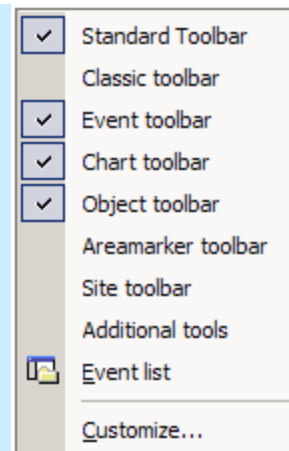 Standard Toolbar
Classic toolbar
Event toolbar
Chart toolbar
Object toolbar
Areamarker toolbar
Site toolbar
Additional tools
Event list
Customize...